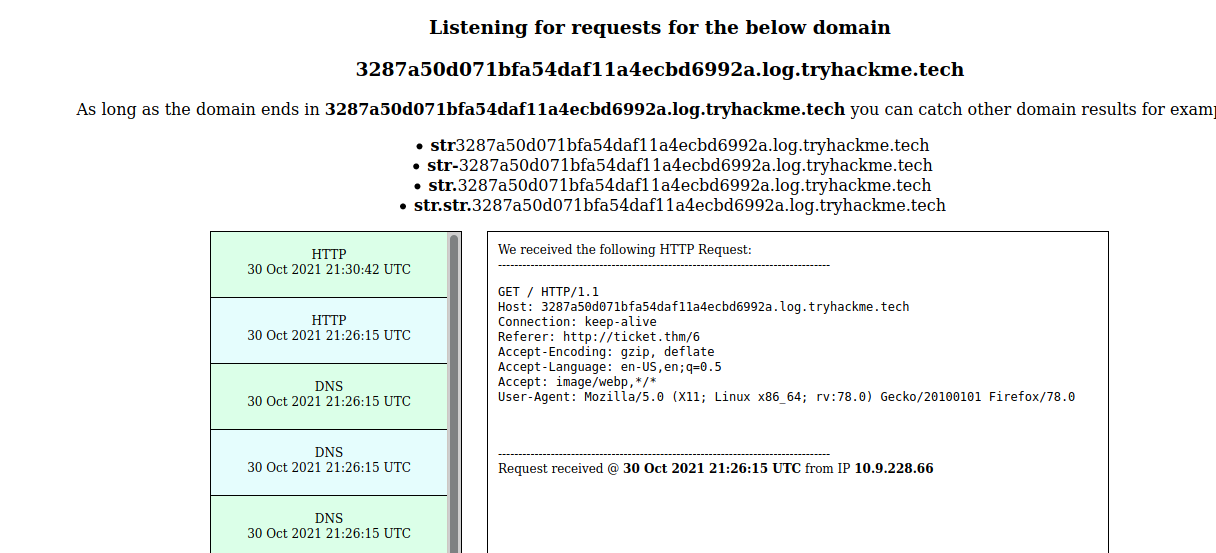 Listening for requests for the below domain
3287a50d071bfa54daf11a4ecbd6992a.log.tryhackme.tech
As long as the domain ends in 3287a50d071bfa54daf11a4ecbd6992a.log.tryhackme.tech you can catch other domain results for examp
• str3287a50d071bfa54daf11a4ecbd6992a.log.tryhackme.tech
• str-3287a50d071bfa54daf11a4ecbd6992a.log.tryhackme.tech
• str.3287a50d071bfa54daf11a4ecbd6992a.log.tryhackme.tech
• str.str.3287a50d071bfa54daf11a4ecbd6992a.log.tryhackme.tech
HTTP
30 Oct 2021 21:30:42 UTC
HTTP
30 Oct 2021 21:26:15 UTC
DNS
30 Oct 2021 21:26:15 UTC
DNS
30 Oct 2021 21:26:15 UTC
DNS
30 Oct 2021 21:26:15 UTC
We received the following HTTP Request:
--------------------------------------------------------------------------------
GET / HTTP/1.1
Host: 3287a50d071bfa54daf11a4ecbd6992a.log.tryhackme.tech
Connection: keep-alive
Referer: http://ticket.thm/6
Accept-Encoding: gzip, deflate
Accept-Language: en-US,en;q=0.5
Accept: image/webp,*/*
User-Agent: Mozilla/5.0 (X11; Linux x86_64; rv:78.0) Gecko/20100101 Firefox/78.0
--------------------------------------------------------------------------------
Request received @ 30 Oct 2021 21:26:15 UTC from IP 10.9.228.66